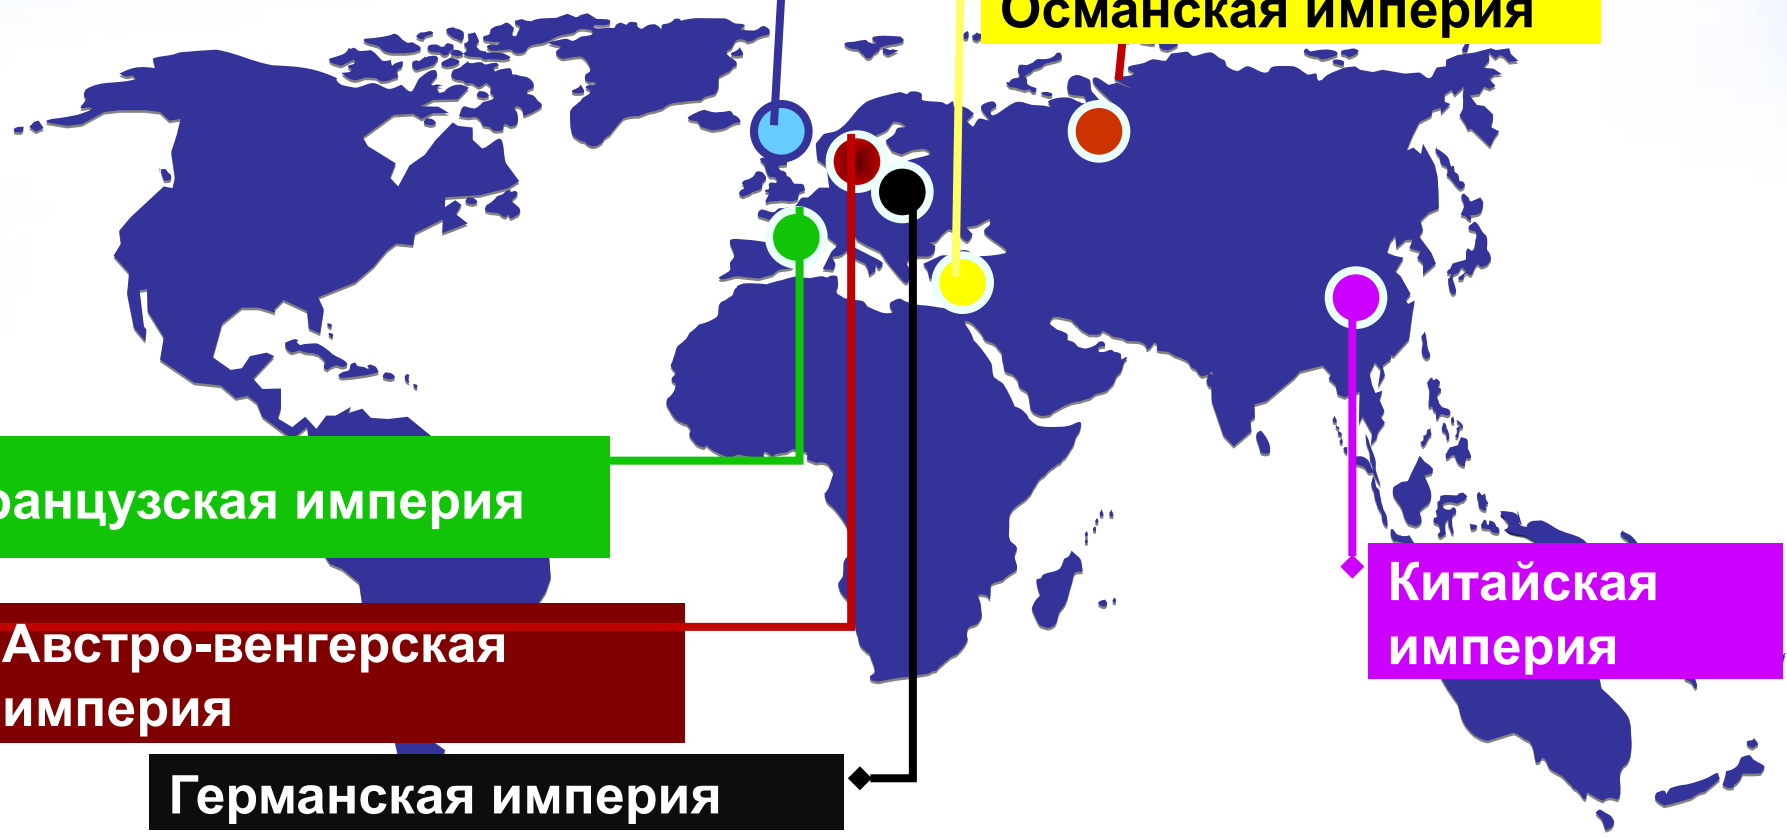 Османская империя
ранцузская империя
Китайская
империя
Австро-венгерская
империя
Германская империя